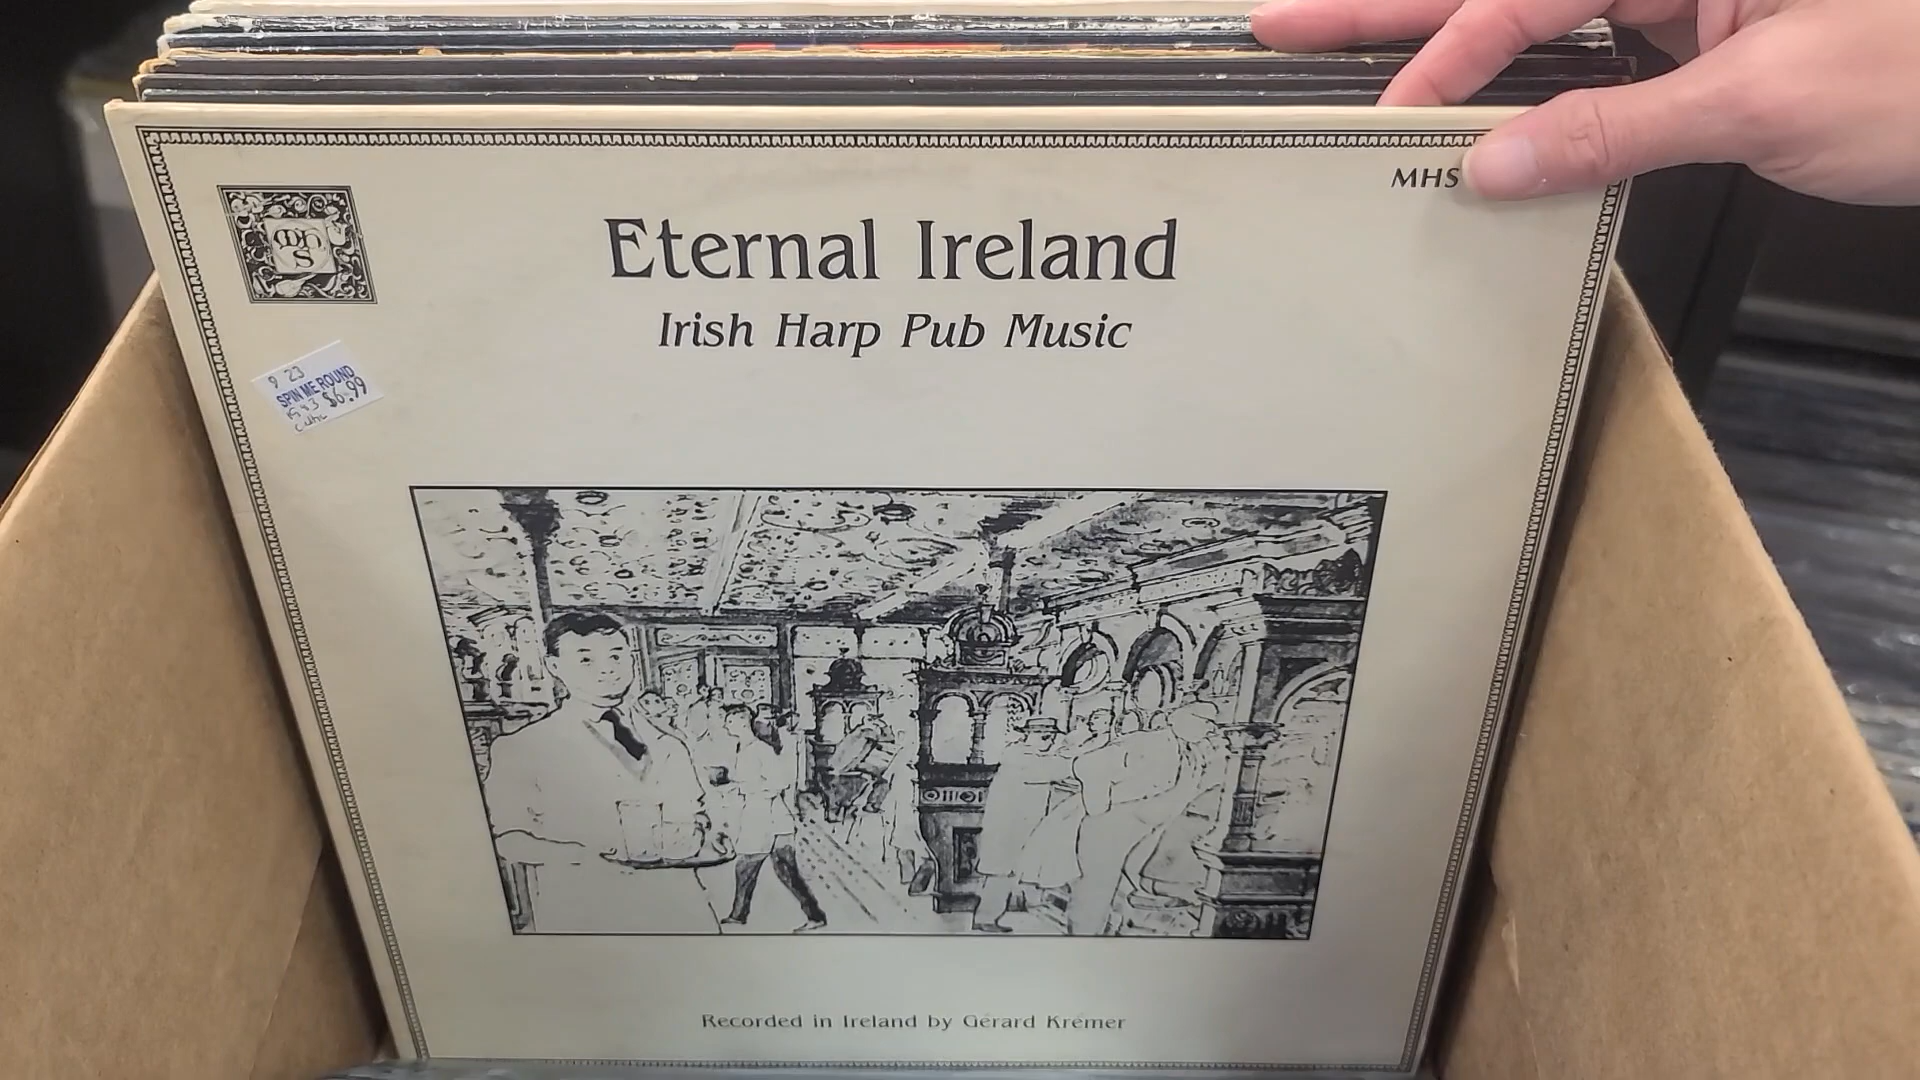 MHS
mh
s
Eternal Ireland
Irish Harp Pub Music
9 23
SPIN ME ROUND
$6.99
Recorded in Ireland by Gérard Krémer